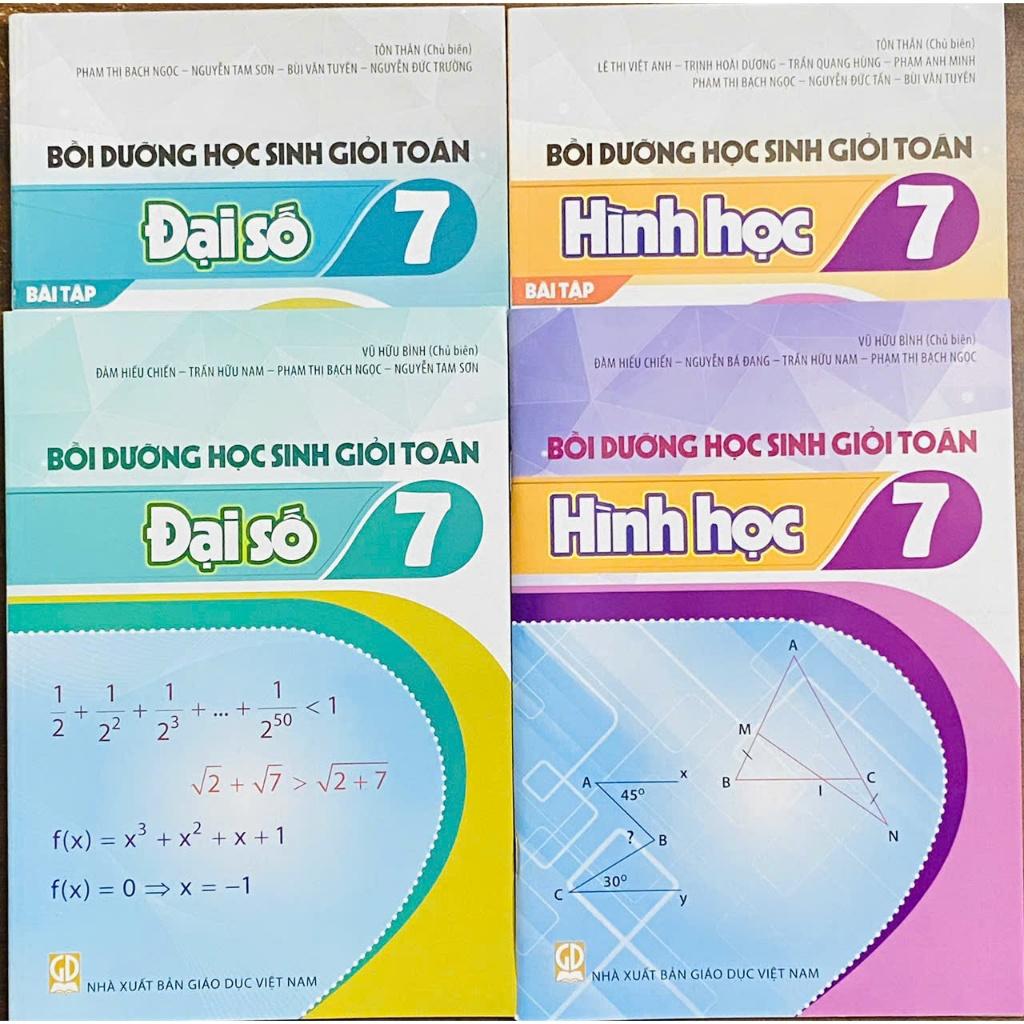 TÔN THÂN (Chủ biên)
PHẠM THỊ BẠCH NGỌC – NGUYỄN TAM SƠN – BÙI VĂN TUYÊN – NGUYỄN ĐỨC TRƯỜNG
BỒI DƯỠNG HỌC SINH GIỎI TOÁN
Đại số 7
BÀI TẬP
TÔN THÂN (Chủ biên)
LÊ THỊ VIỆT ANH – TRỊNH HOÀI DƯƠNG – TRẦN QUANG HÙNG – PHẠM ANH MINH
PHẠM THỊ BẠCH NGỌC – NGUYỄN ĐỨC TẤN – BÙI VĂN TUYÊN
BỒI DƯỠNG HỌC SINH GIỎI TOÁN
Hình học 7
BÀI TẬP
VŨ HỮU BÌNH (Chủ biên)
ĐÀM HIẾU CHIẾN – TRẦN HỮU NAM – PHẠM THỊ BẠCH NGỌC – NGUYỄN TAM SƠN
BỒI DƯỠNG HỌC SINH GIỎI TOÁN
Đại số 7
1/2 + 1/2² + 1/2³ + ... + 1/2⁵⁰ < 1
√2 + √7 > √(2 + 7)
f(x) = x³ + x² + x + 1
f(x) = 0 ⟹ x = −1
GD
NHÀ XUẤT BẢN GIÁO DỤC VIỆT NAM
VŨ HỮU BÌNH (Chủ biên)
ĐÀM HIẾU CHIẾN – NGUYỄN BÁ ĐANG – TRẦN HỮU NAM – PHẠM THỊ BẠCH NGỌC
BỒI DƯỠNG HỌC SINH GIỎI TOÁN
Hình học 7
A
M
B
I
C
N
A
x
45º
?
B
C
30º
y
GD
NHÀ XUẤT BẢN GIÁO DỤC VIỆT NAM